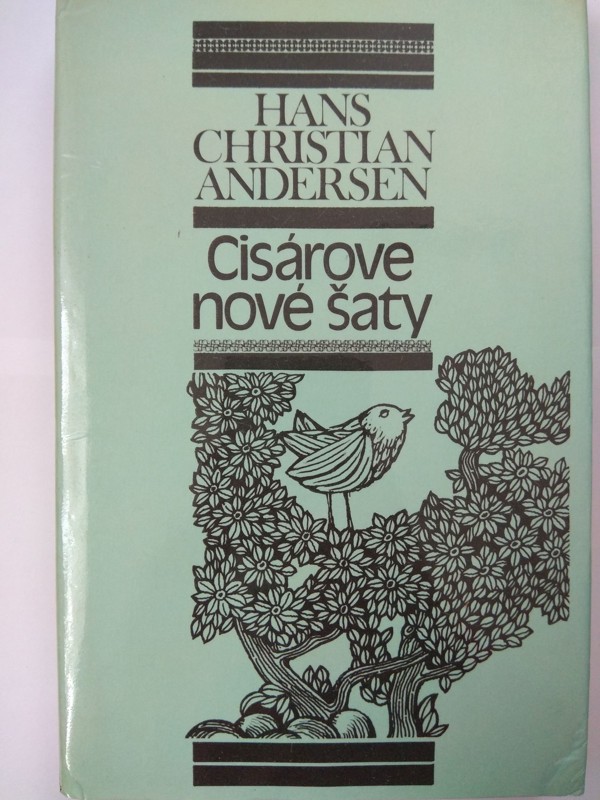 HANS
CHRISTIAN
ANDERSEN
Cisárove
nové šaty